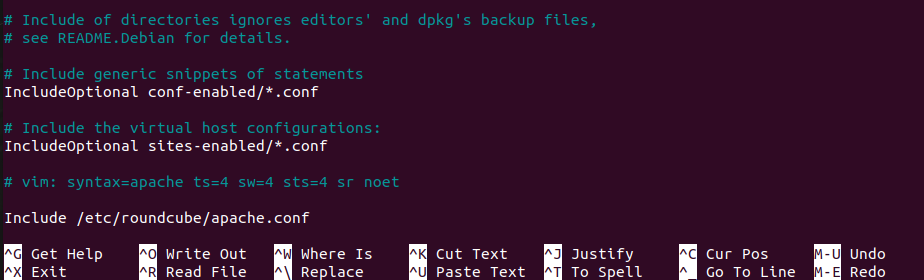 # Include of directories ignores editors' and dpkg's backup files,
# see README.Debian for details.
# Include generic snippets of statements
IncludeOptional conf-enabled/*.conf
# Include the virtual host configurations:
IncludeOptional sites-enabled/*.conf
# vim: syntax=apache ts=4 sw=4 sts=4 sr noet
Include /etc/roundcube/apache.conf
^G Get Help ^O Write Out ^W Where Is ^K Cut Text ^J Justify ^C Cur Pos M-U Undo
^X Exit ^R Read File ^\ Replace ^U Paste Text ^T To Spell ^_ Go To Line M-E Redo